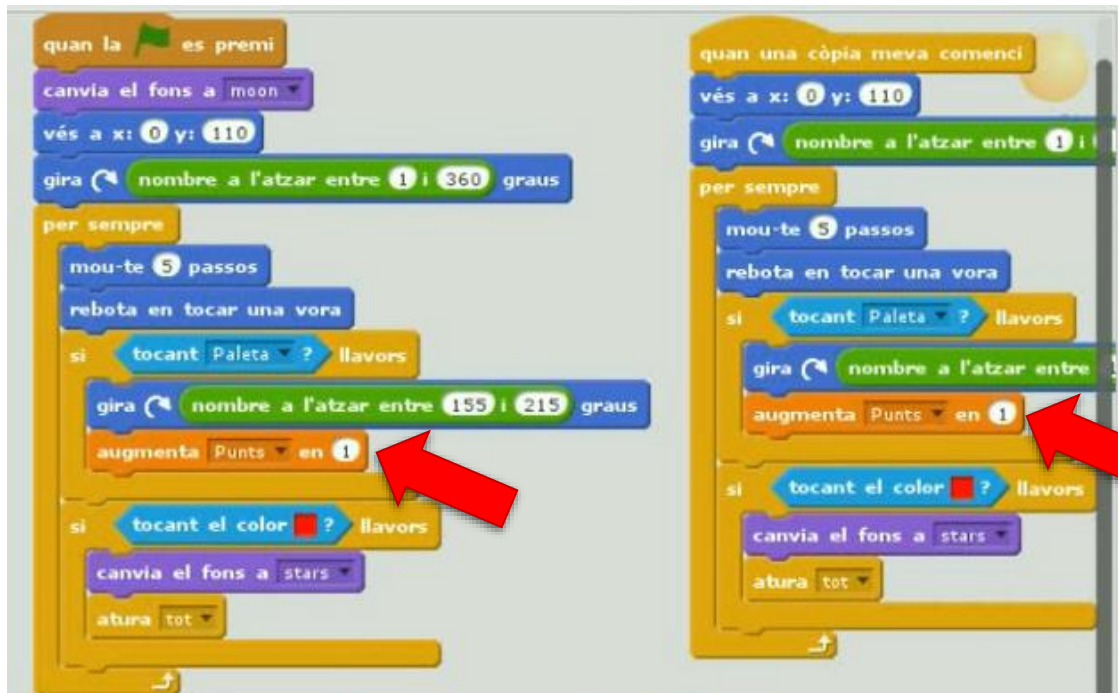 quan la es premi
canvia el fons a moon
vés a x: 0 y: 110
gira nombre a l'atzar entre 1 i 360 graus
per sempre
mou-te 5 passos
rebota en tocar una vora
si tocant Paleta ? llavors
gira nombre a l'atzar entre 155 i 215 graus
augmenta Punts en 1
si tocant el color ? llavors
canvia el fons a stars
atura tot
quan una còpia meva comenci
vés a x: 0 y: 110
gira nombre a l'atzar entre 1 i
per sempre
mou-te 5 passos
rebota en tocar una vora
si tocant Paleta ? llavors
gira nombre a l'atzar entre
augmenta Punts en 1
si tocant el color ? llavors
canvia el fons a stars
atura tot